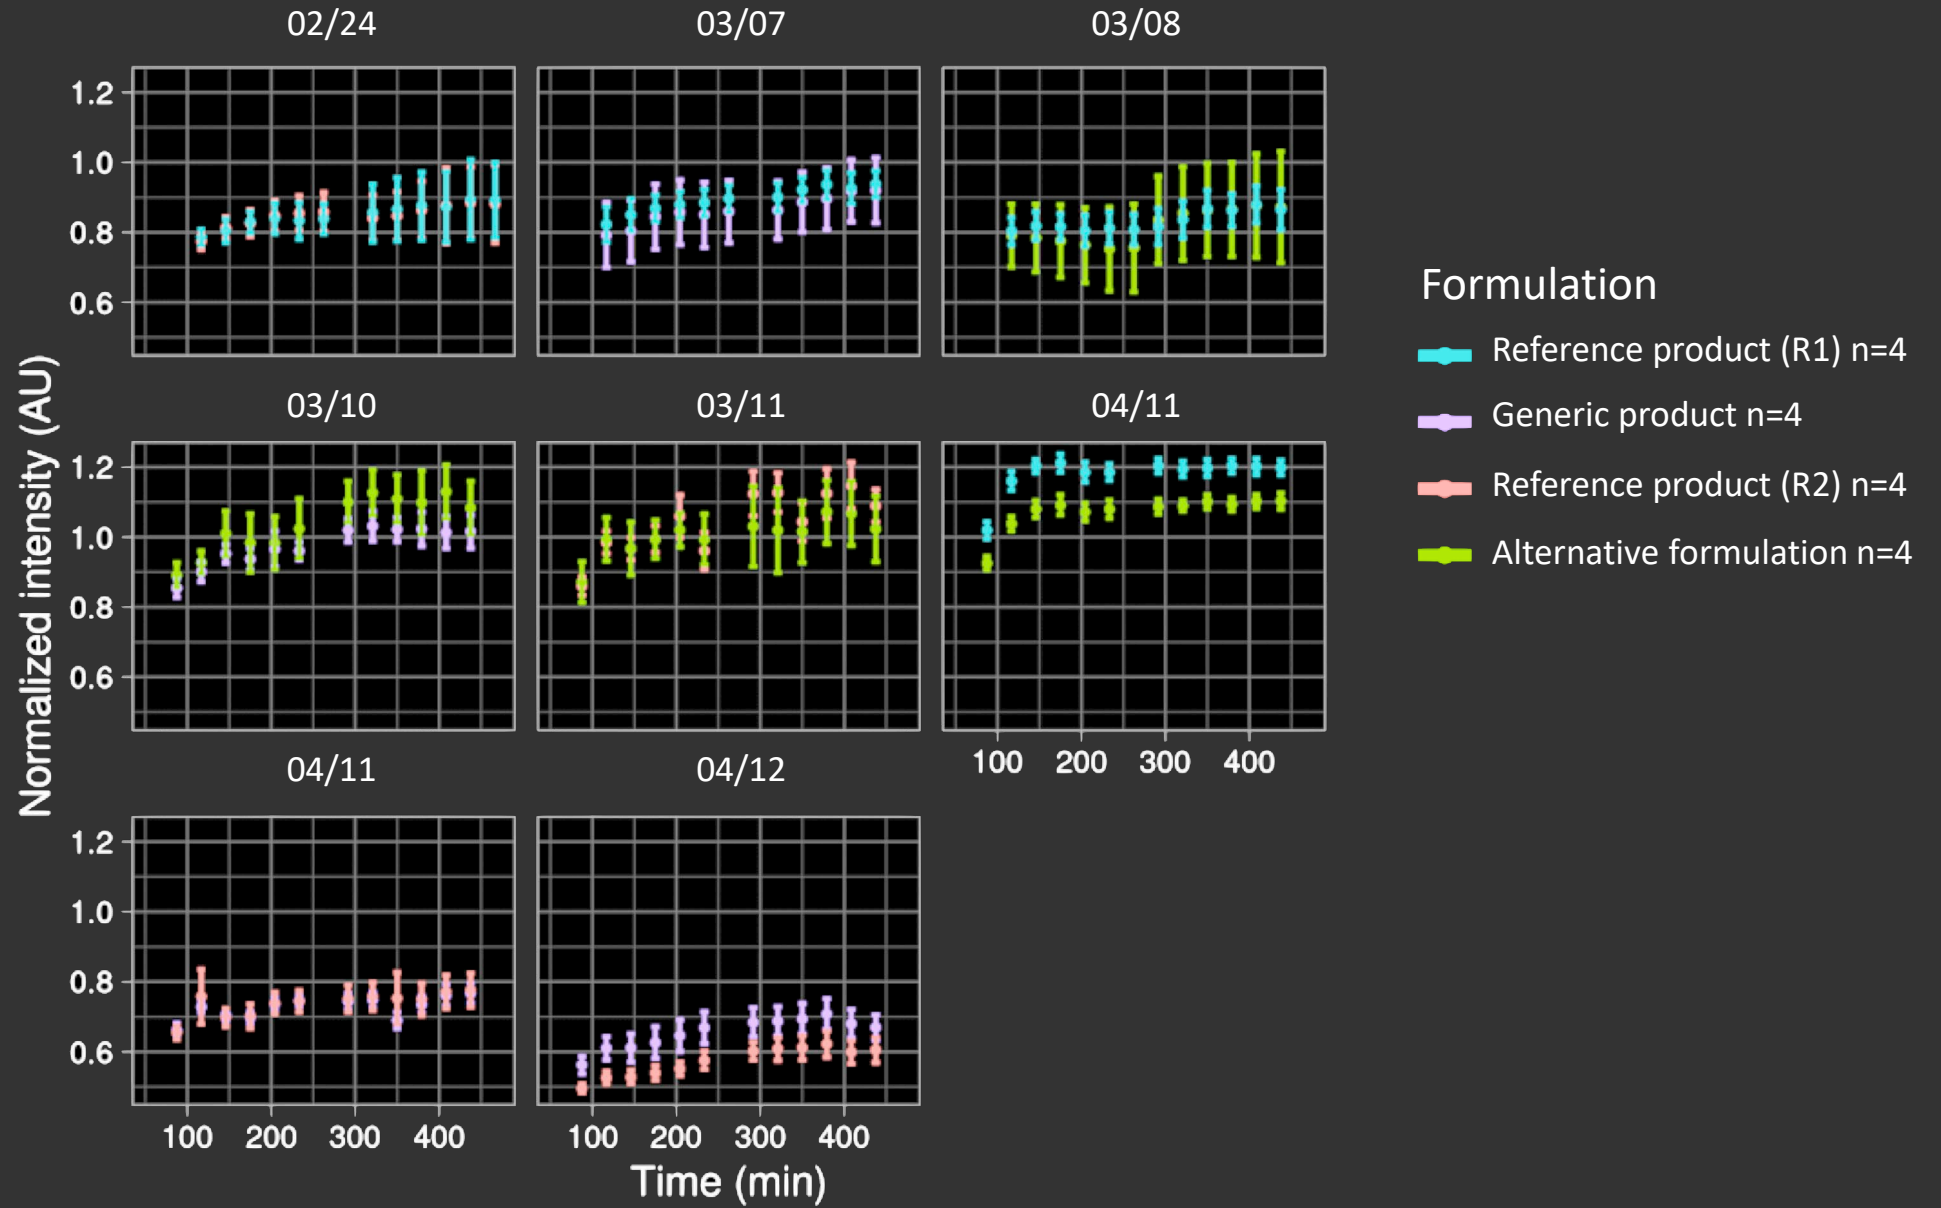 02/24
03/07
03/08
1.2
1.0
0.8
0.6
Formulation
Reference product (R1) n=4
Generic product n=4
Reference product (R2) n=4
Alternative formulation n=4
Normalized intensity (AU)
03/10
03/11
04/11
1.2
1.0
0.8
0.6
100 200 300 400
04/11
04/12
1.2
1.0
0.8
0.6
100 200 300 400
100 200 300 400
Time (min)